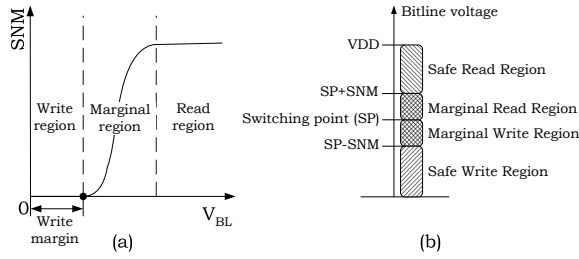 SNM
Write
region
Marginal
region
Read
region
0
Write
margin
V_BL
(a)
Bitline voltage
VDD
Safe Read Region
SP+SNM
Marginal Read Region
Switching point (SP)
Marginal Write Region
SP-SNM
Safe Write Region
(b)